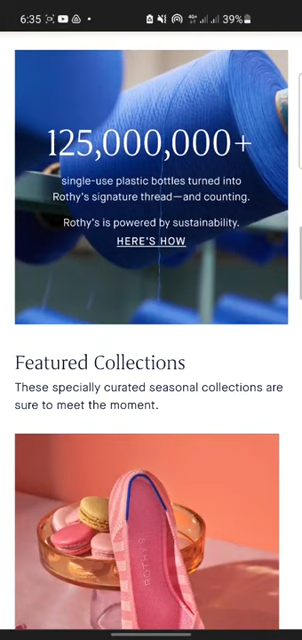 6:35
39%
125,000,000+
single-use plastic bottles turned into
Rothy's signature thread—and counting.
Rothy's is powered by sustainability.
HERE'S HOW
Featured Collections
These specially curated seasonal collections are
sure to meet the moment.
ROTHY'S